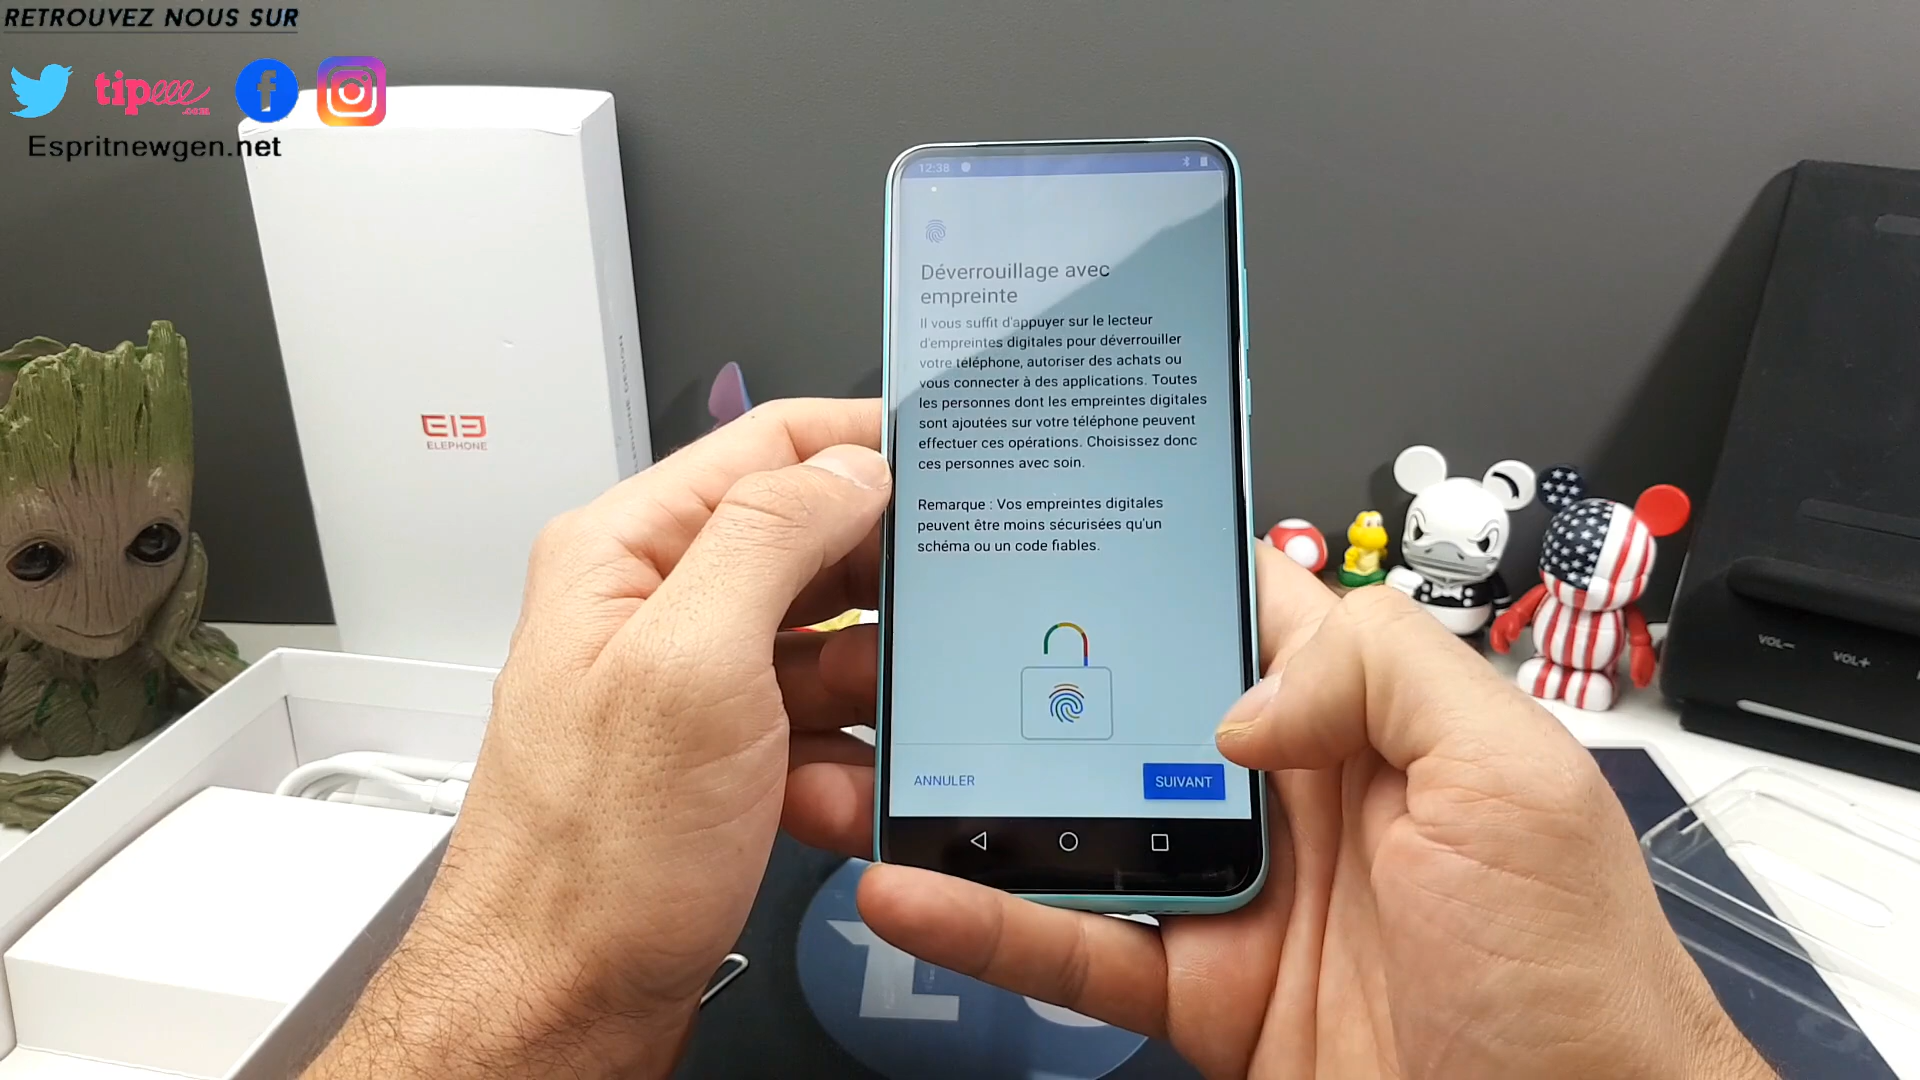 RETROUVEZ NOUS SUR
tipeee
.com
Espritnewgen.net
ELEPHONE
12:38
Déverrouillage avec
empreinte
Il vous suffit d'appuyer sur le lecteur
d'empreintes digitales pour déverrouiller
votre téléphone, autoriser des achats ou
vous connecter à des applications. Toutes
les personnes dont les empreintes digitales
sont ajoutées sur votre téléphone peuvent
effectuer ces opérations. Choisissez donc
ces personnes avec soin.
Remarque : Vos empreintes digitales
peuvent être moins sécurisées qu'un
schéma ou un code fiables.
ANNULER
SUIVANT
VOL-
VOL+